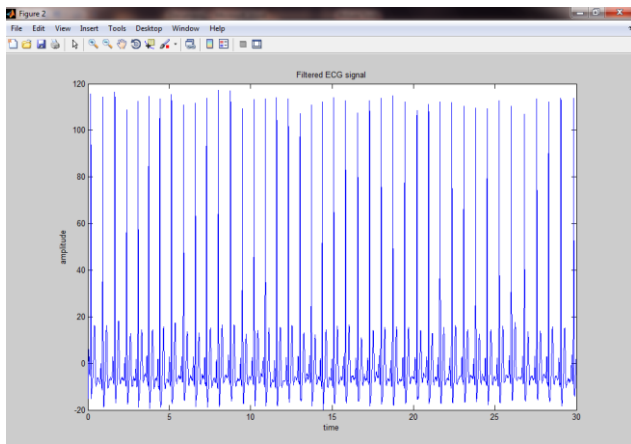 Figure 2
File Edit View Insert Tools Desktop Window Help
Filtered ECG signal
120
100
80
60
40
20
0
-20
amplitude
0 5 10 15 20 25 30
time